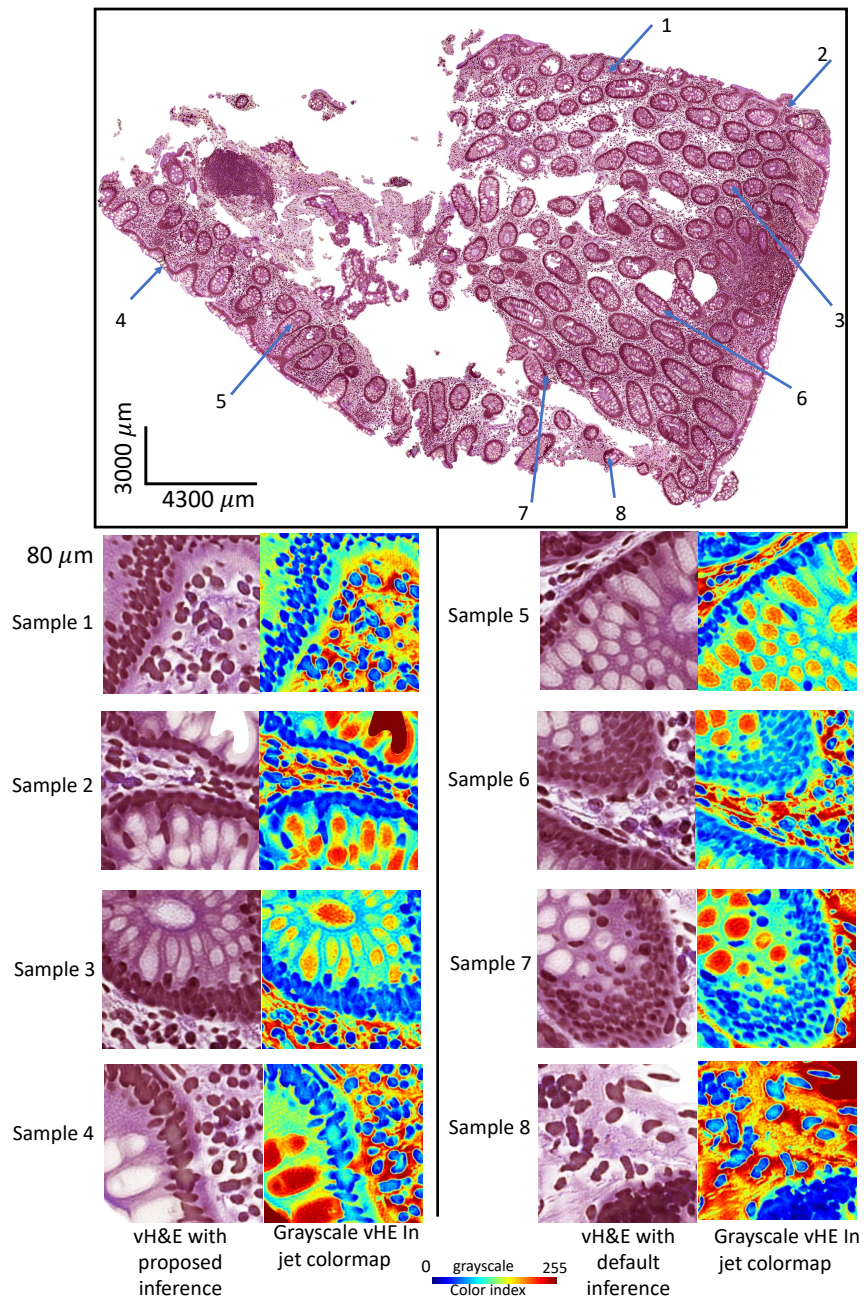 1
2
3
4
5
6
7
8
3000 μm
4300 μm
80 μm
Sample 1
Sample 2
Sample 3
Sample 4
Sample 5
Sample 6
Sample 7
Sample 8
vH&E with
proposed
inference
Grayscale vHE In
jet colormap
0 grayscale 255
Color index
vH&E with
default
inference
Grayscale vHE In
jet colormap